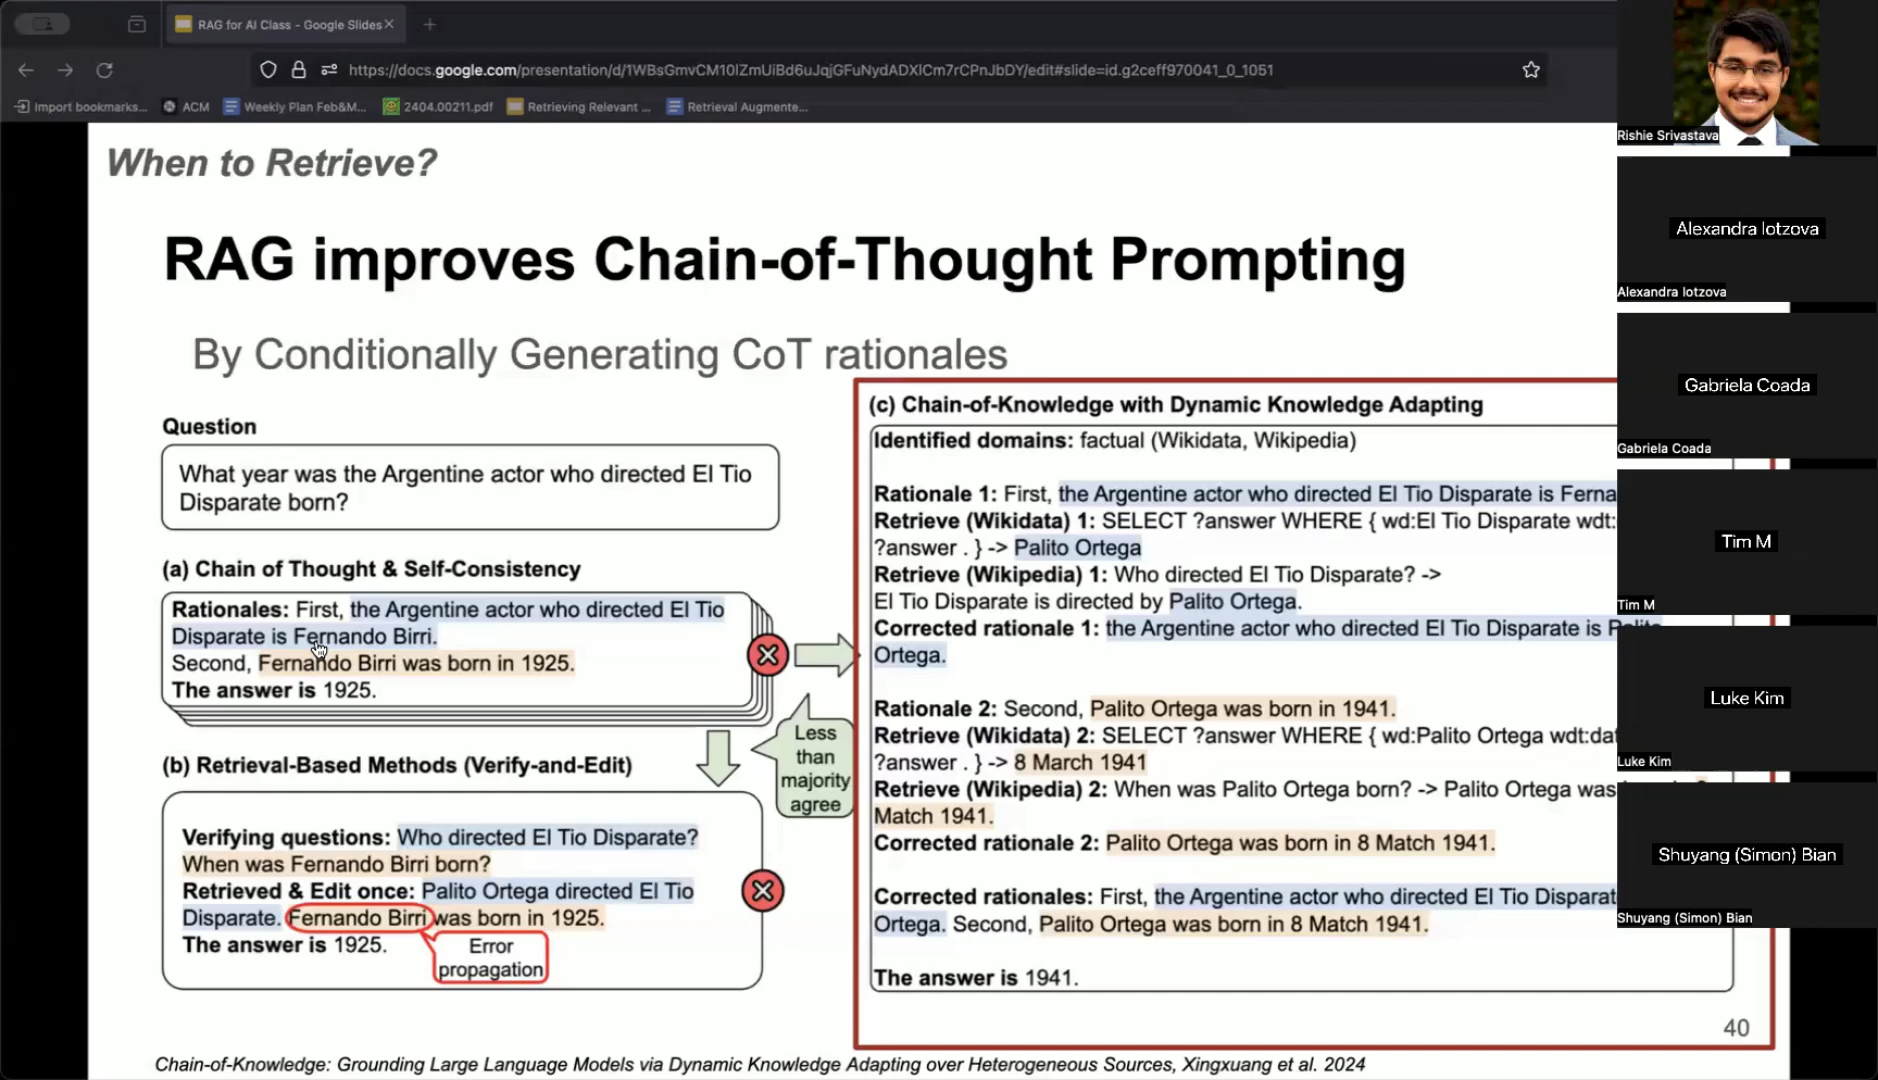 RAG for AI Class - Google Slides
https://docs.google.com/presentation/d/1WBsGmvCM10lZmUiBd6uJqjGFuNydADXlCm7rCPnJbDY/edit#slide=id.g2ceff970041_0_1051
Import bookmarks... ACM Weekly Plan Feb&M... 2404.00211.pdf Retrieving Relevant ... Retrieval Augmente...
When to Retrieve?
RAG improves Chain-of-Thought Prompting
By Conditionally Generating CoT rationales
Question
What year was the Argentine actor who directed El Tio
Disparate born?
(a) Chain of Thought & Self-Consistency
Rationales: First, the Argentine actor who directed El Tio
Disparate is Fernando Birri.
Second, Fernando Birri was born in 1925.
The answer is 1925.
Less
than
majority
agree
(b) Retrieval-Based Methods (Verify-and-Edit)
Verifying questions: Who directed El Tio Disparate?
When was Fernando Birri born?
Retrieved & Edit once: Palito Ortega directed El Tio
Disparate. Fernando Birri was born in 1925.
The answer is 1925.
Error
propagation
(c) Chain-of-Knowledge with Dynamic Knowledge Adapting
Identified domains: factual (Wikidata, Wikipedia)
Rationale 1: First, the Argentine actor who directed El Tio Disparate is Ferna
Retrieve (Wikidata) 1: SELECT ?answer WHERE { wd:El Tio Disparate wdt:
?answer . } -> Palito Ortega
Retrieve (Wikipedia) 1: Who directed El Tio Disparate? ->
El Tio Disparate is directed by Palito Ortega.
Corrected rationale 1: the Argentine actor who directed El Tio Disparate is Palito
Ortega.
Rationale 2: Second, Palito Ortega was born in 1941.
Retrieve (Wikidata) 2: SELECT ?answer WHERE { wd:Palito Ortega wdt:dat
?answer . } -> 8 March 1941
Retrieve (Wikipedia) 2: When was Palito Ortega born? -> Palito Ortega was
Match 1941.
Corrected rationale 2: Palito Ortega was born in 8 Match 1941.
Corrected rationales: First, the Argentine actor who directed El Tio Disparat
Ortega. Second, Palito Ortega was born in 8 Match 1941.
The answer is 1941.
40
Chain-of-Knowledge: Grounding Large Language Models via Dynamic Knowledge Adapting over Heterogeneous Sources, Xingxuang et al. 2024
Rishie Srivastava
Alexandra Iotzova
Alexandra Iotzova
Gabriela Coada
Gabriela Coada
Tim M
Tim M
Luke Kim
Luke Kim
Shuyang (Simon) Bian
Shuyang (Simon) Bian